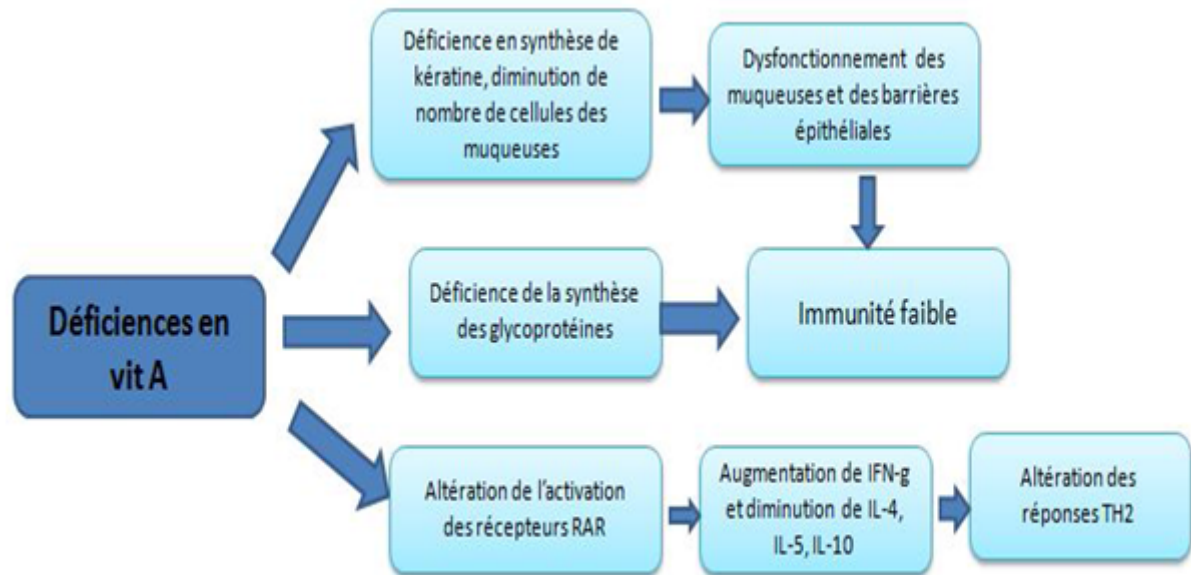 Déficiences en
vit A
Déficience en synthèse de
kératine, diminution de
nombre de cellules des
muqueuses
Dysfonctionnement des
muqueuses et des barrières
épithéliales
Déficience de la synthèse
des glycoprotéines
Immunité faible
Altération de l'activation
des récepteurs RAR
Augmentation de IFN-g
et diminution de IL-4,
IL-5, IL-10
Altération des
réponses TH2